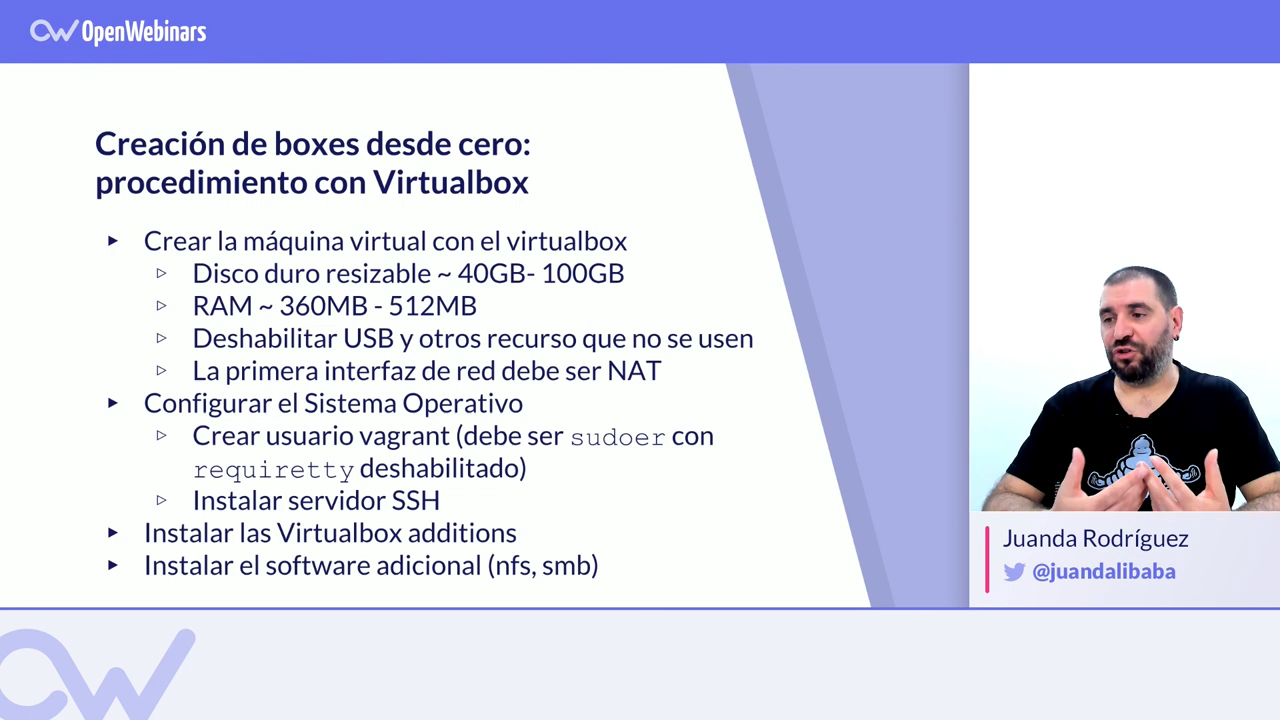 OpenWebinars
Creación de boxes desde cero:
procedimiento con Virtualbox
Crear la máquina virtual con el virtualbox
Disco duro resizable ~ 40GB- 100GB
RAM ~ 360MB - 512MB
Deshabilitar USB y otros recurso que no se usen
La primera interfaz de red debe ser NAT
Configurar el Sistema Operativo
Crear usuario vagrant (debe ser sudoer con
requiretty deshabilitado)
Instalar servidor SSH
Instalar las Virtualbox additions
Instalar el software adicional (nfs, smb)
Juanda Rodríguez
@juandalibaba